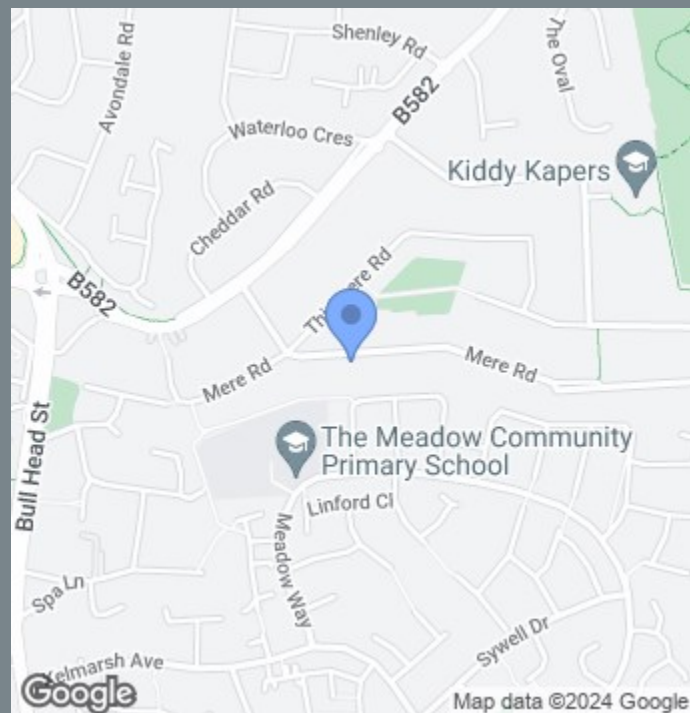 Shenley Rd
Avondale Rd
The Oval
B582
Waterloo Cres
Kiddy Kapers
Cheddar Rd
B582
Mere Rd
Mere Rd
Bull Head St
The Meadow Community
Primary School
Linford Cl
Meadow Way
Spa Ln
Sywell Dr
Kelmarsh Ave
Google
Map data ©2024 Google